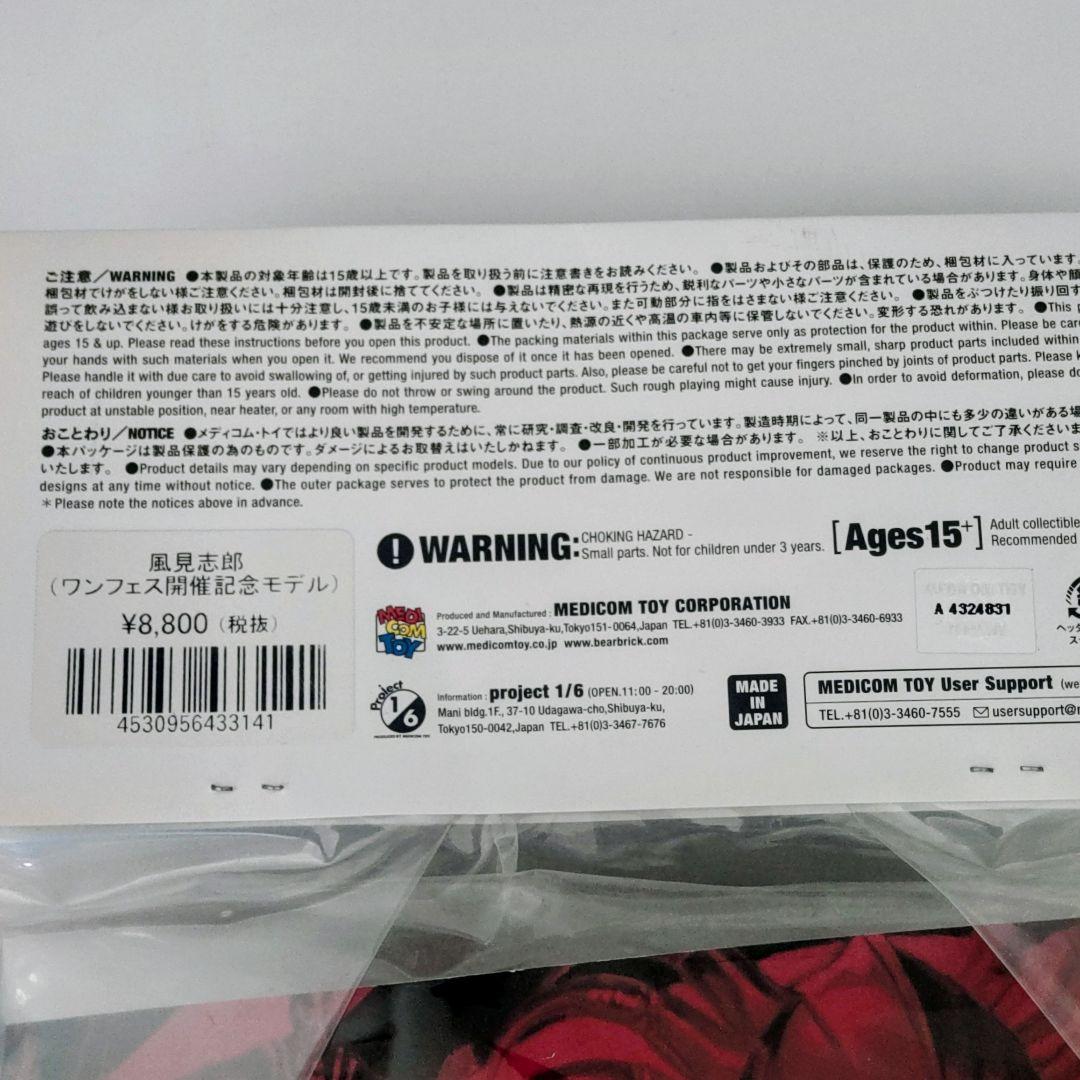 ご注意／WARNING ●本製品の対象年齢は15歳以上です。製品を取り扱う前に注意書きをお読みください。 ●製品およびその部品は、保護のため、梱包材に入っています。
梱包材でけがをしない様ご注意ください。梱包材は開封後に捨ててください。 ●製品は精密な再現を行うため、鋭利なパーツや小さなパーツが含まれている場合があります。身体や顔
誤って飲み込まない様お取り扱いには十分注意し、15歳未満のお子様には与えないでください。また可動部分に指をはさまない様ご注意ください。 ●製品をぶつけたり振り回す
遊びをしないでください。けがをする危険があります。 ●製品を不安定な場所に置いたり、熱源の近くや高温の車内等に保管しないでください。変形する恐れがあります。 ●This
ages 15 & up. Please read these instructions before you open this product. ●The packing materials within this package serve only as protection for the product within. Please be
your hands with such materials when you open it. We recommend you dispose of it once it has been opened. ●There may be extremely small, sharp product parts included within
Please handle it with due care to avoid swallowing of, or getting injured by such product parts. Also, please be careful not to get your fingers pinched by joints of product parts. Please
reach of children younger than 15 years old. ●Please do not throw or swing around the product. Such rough playing might cause injury. ●In order to avoid deformation, please do
product at unstable position, near heater, or any room with high temperature.
おことわり／NOTICE ●メディコム・トイではより良い製品を開発するために、常に研究・調査・改良・開発を行っています。製造時期によって、同一製品の中にも多少の違いがある場
●本パッケージは製品保護の為のものです。ダメージによるお取替えはいたしかねます。 ●一部加工が必要な場合があります。 ※以上、おことわりに関してご了承ください
いたします。 ●Product details may vary depending on specific product models. Due to our policy of continuous product improvement, we reserve the right to change product
designs at any time without notice. ●The outer package serves to protect the product from damage. We are not responsible for damaged packages. ●Product may require
＊Please note the notices above in advance.
風見志郎
（ワンフェス開催記念モデル）
¥8,800（税抜）
4530956433141
WARNING: CHOKING HAZARD -
Small parts. Not for children under 3 years.
[Ages15+]
Adult collectible
Recommended
MEDI COM TOY
Produced and Manufactured : MEDICOM TOY CORPORATION
3-22-5 Uehara,Shibuya-ku,Tokyo151-0064,Japan TEL.+81(0)3-3460-3933 FAX.+81(0)3-3460-6933
www.medicomtoy.co.jp www.bearbrick.com
A 4324831
Project 1/6
PRODUCED BY MEDICOM TOY
Information : project 1/6 (OPEN.11:00 - 20:00)
Mani bldg.1F., 37-10 Udagawa-cho,Shibuya-ku,
Tokyo150-0042,Japan TEL.+81(0)3-3467-7676
MADE
IN
JAPAN
MEDICOM TOY User Support
TEL.+81(0)3-3460-7555 usersupport@